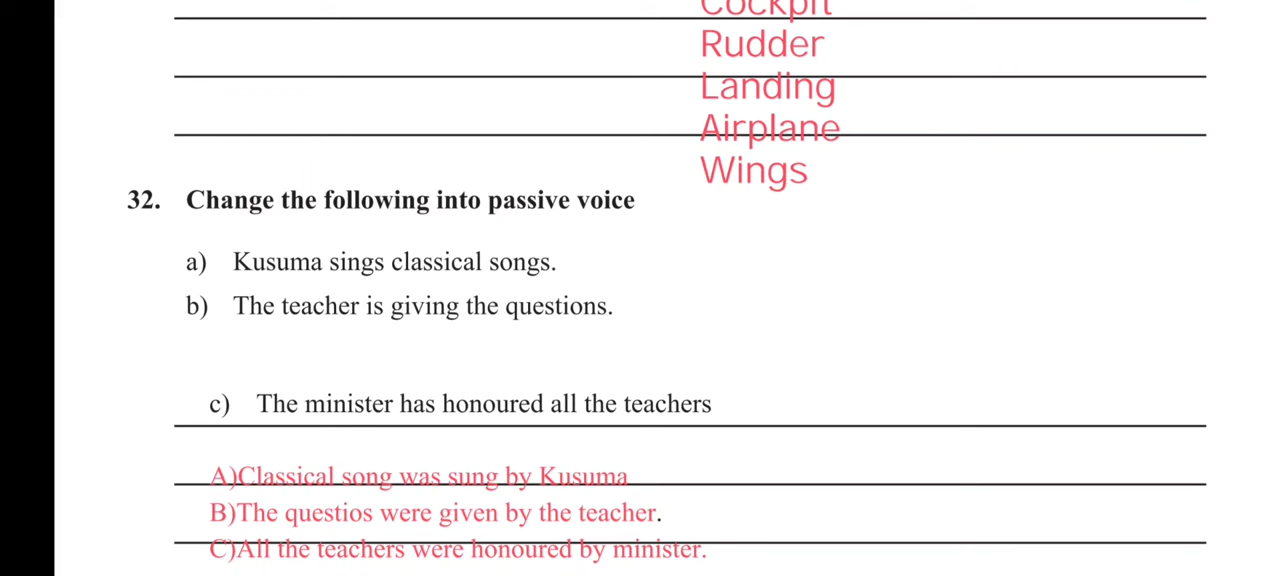 Cockpit
Rudder
Landing
Airplane
Wings
32. Change the following into passive voice
a) Kusuma sings classical songs.
b) The teacher is giving the questions.
c) The minister has honoured all the teachers
A)Classical song was sung by Kusuma
B)The questios were given by the teacher.
C)All the teachers were honoured by minister.